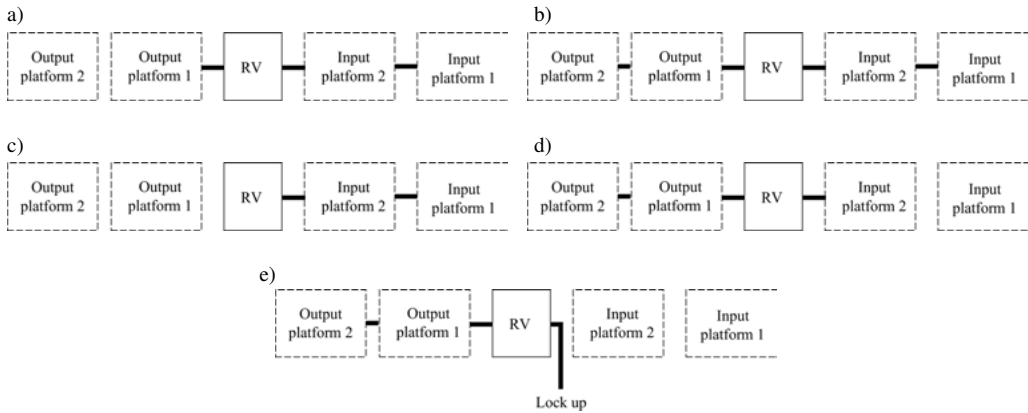 a)
Output
platform 2
Output
platform 1
RV
Input
platform 2
Input
platform 1
b)
Output
platform 2
Output
platform 1
RV
Input
platform 2
Input
platform 1
c)
Output
platform 2
Output
platform 1
RV
Input
platform 2
Input
platform 1
d)
Output
platform 2
Output
platform 1
RV
Input
platform 2
Input
platform 1
e)
Output
platform 2
Output
platform 1
RV
Input
platform 2
Input
platform 1
Lock up